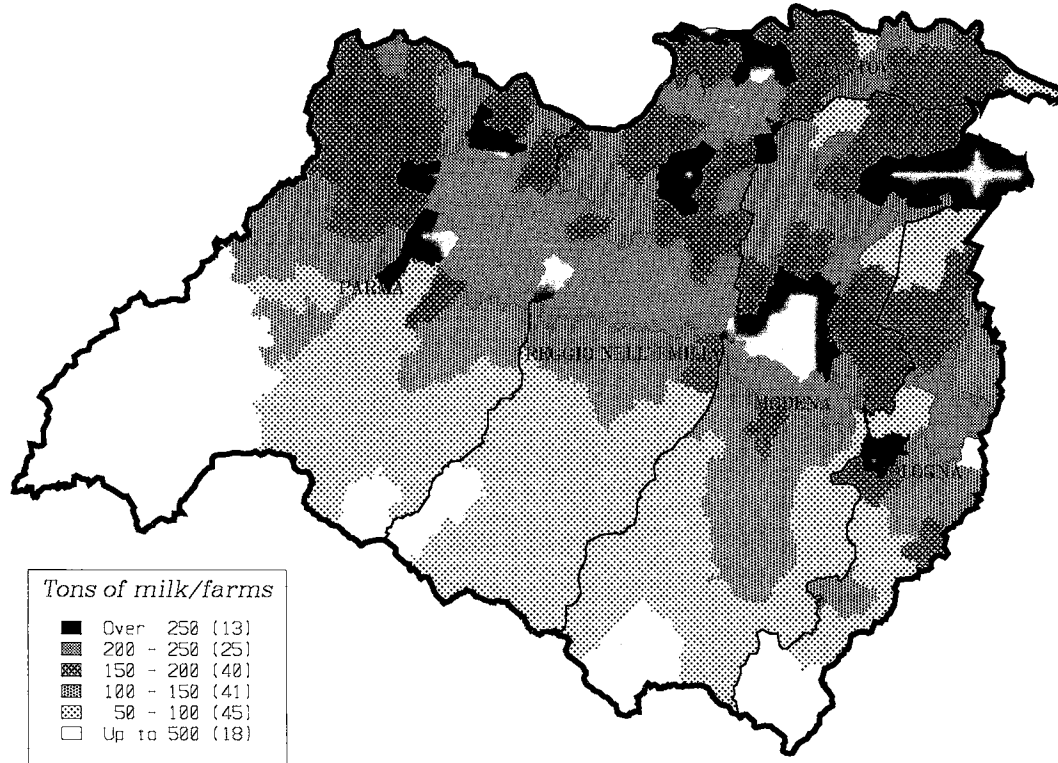 PARMA
REGGIO NELL'EMILIA
MODENA
Tons of milk/farms
Over 250 (13)
200 - 250 (25)
150 - 200 (40)
100 - 150 (41)
50 - 100 (45)
Up to 500 (18)